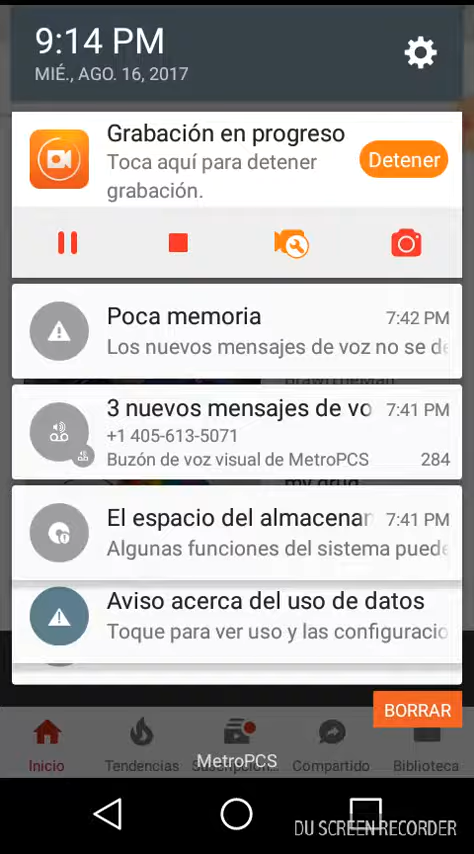 9:14 PM
MIÉ., AGO. 16, 2017
Grabación en progreso
Toca aquí para detener
grabación.
Detener
Poca memoria
7:42 PM
Los nuevos mensajes de voz no se de
3 nuevos mensajes de vo
7:41 PM
+1 405-613-5071
Buzón de voz visual de MetroPCS
284
El espacio del almacenar
7:41 PM
Algunas funciones del sistema puede
Aviso acerca del uso de datos
Toque para ver uso y las configuracio
BORRAR
Inicio
Tendencias
Suscripcion...
Compartido
Biblioteca
MetroPCS
DU SCREEN RECORDER